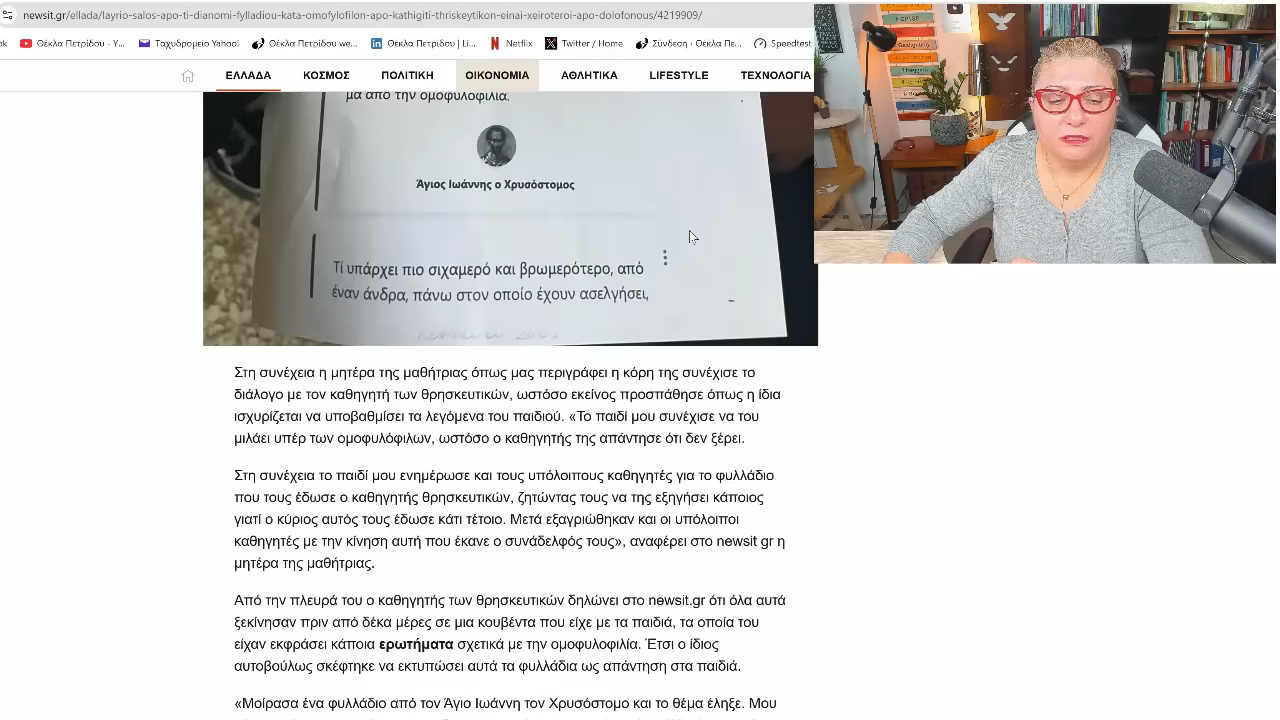 newsit.gr/ellada/layrio-salos-apo-ti-dianomi-fyllamou-kata-omofylofilon-apo-kathigiti-thriskeytikon-einai-xeiroteroi-apo-dolofonous/4219909/
ok Θέκλα Πετρίδου - Υ Ταχυδρομείο Yahoo! Θέκλα Πετρίδου we... Θέκλα Πετρίδου | Li... Netflix Twitter / Home Σύνδεση ‹ Θέκλα Πε... Speedtest
ΕΛΛΑΔΑ ΚΟΣΜΟΣ ΠΟΛΙΤΙΚΗ ΟΙΚΟΝΟΜΙΑ ΑΘΛΗΤΙΚΑ LIFESTYLE ΤΕΧΝΟΛΟΓΙΑ
μα από την ομοφυλοφιλία.
Άγιος Ιωάννης ο Χρυσόστομος
Τί υπάρχει πιο σιχαμερό και βρωμερότερο, από
έναν άνδρα, πάνω στον οποίο έχουν ασελγήσει,
Στη συνέχεια η μητέρα της μαθήτριας όπως μας περιγράφει η κόρη της συνέχισε το
διάλογο με τον καθηγητή των θρησκευτικών, ωστόσο εκείνος προσπάθησε όπως η ίδια
ισχυρίζεται να υποβαθμίσει τα λεγόμενα του παιδιού. «Το παιδί μου συνέχισε να του
μιλάει υπέρ των ομοφυλόφιλων, ωστόσο ο καθηγητής της απάντησε ότι δεν ξέρει.
Στη συνέχεια το παιδί μου ενημέρωσε και τους υπόλοιπους καθηγητές για το φυλλάδιο
που τους έδωσε ο καθηγητής θρησκευτικών, ζητώντας τους να της εξηγήσει κάποιος
γιατί ο κύριος αυτός τους έδωσε κάτι τέτοιο. Μετά εξαγριώθηκαν και οι υπόλοιποι
καθηγητές με την κίνηση αυτή που έκανε ο συνάδελφός τους», αναφέρει στο newsit gr η
μητέρα της μαθήτριας.
Από την πλευρά του ο καθηγητής των θρησκευτικών δηλώνει στο newsit.gr ότι όλα αυτά
ξεκίνησαν πριν από δέκα μέρες σε μια κουβέντα που είχε με τα παιδιά, τα οποία του
είχαν εκφράσει κάποια ερωτήματα σχετικά με την ομοφυλοφιλία. Έτσι ο ίδιος
αυτοβούλως σκέφτηκε να εκτυπώσει αυτά τα φυλλάδια ως απάντηση στα παιδιά.
«Μοίρασα ένα φυλλάδιο από τον Άγιο Ιωάννη τον Χρυσόστομο και το θέμα έληξε. Μου